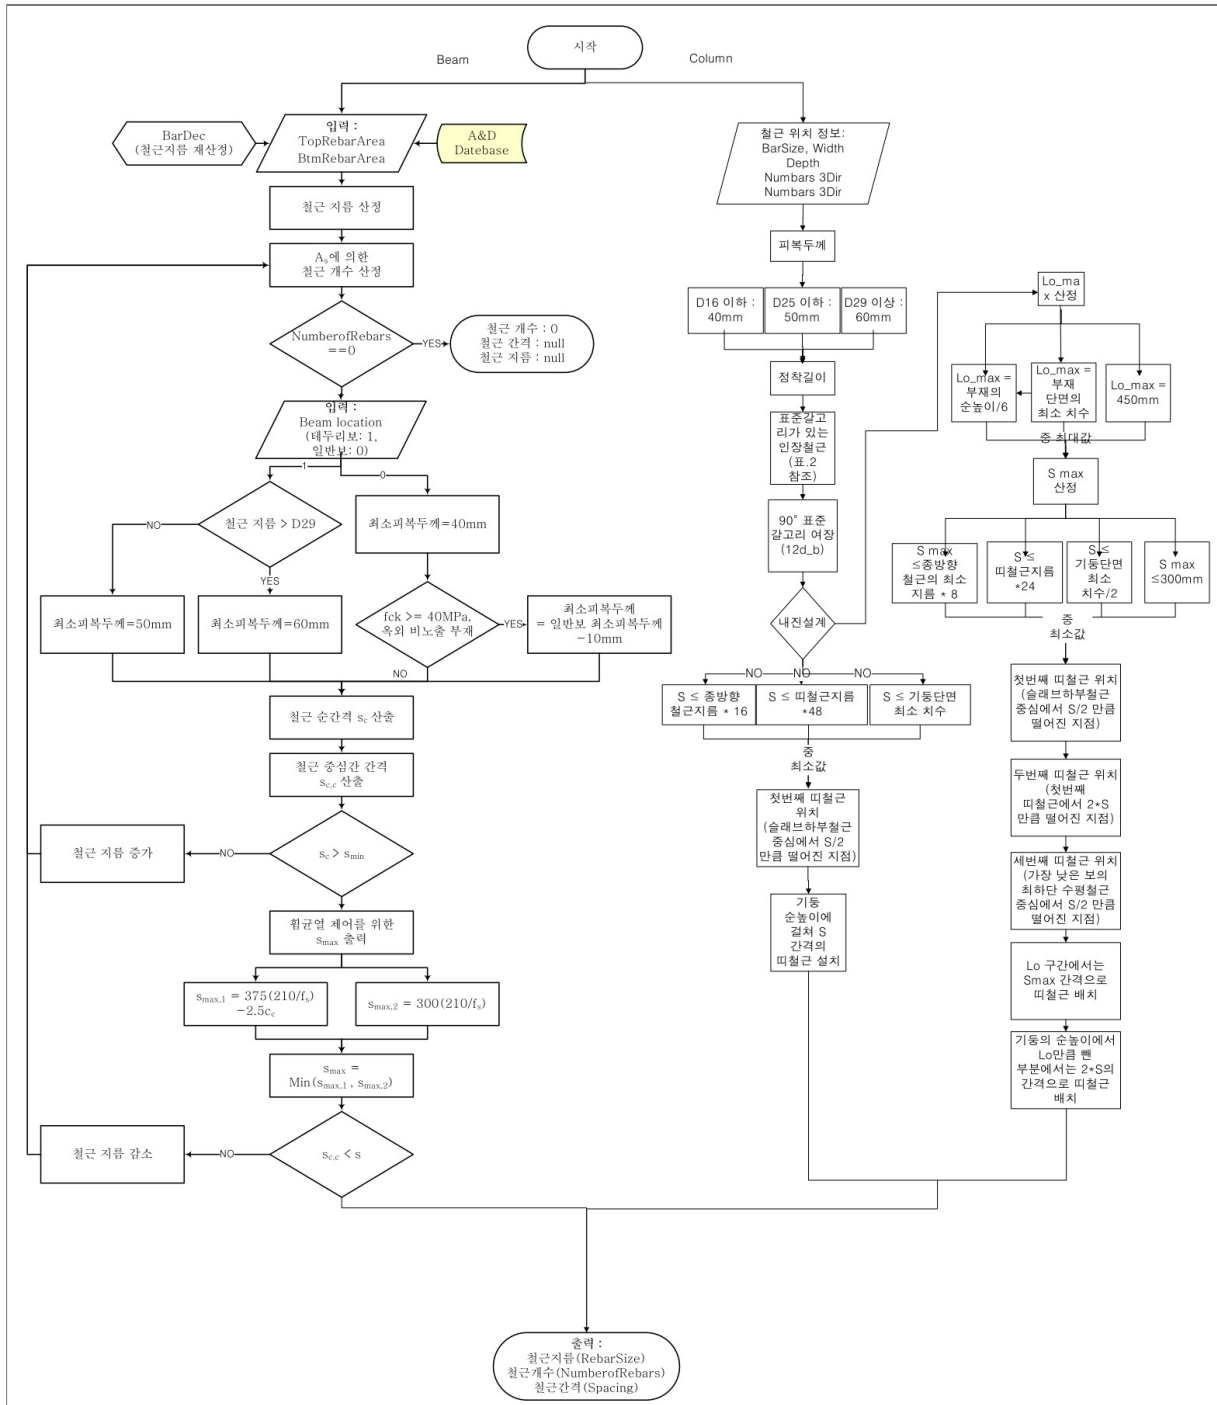 시작
Beam
Column
BarDec
(철근지름 재산정)
입력 :
TopRebarArea
BtmRebarArea
A&D
Datebase
철근 지름 산정
Aₛ에 의한
철근 개수 산정
NumberofRebars
==0
YES
철근 개수 : 0
철근 간격 : null
철근 지름 : null
입력 :
Beam location
(테두리보: 1,
일반보: 0)
1
0
철근 지름 > D29
NO
YES
최소피복두께=40mm
최소피복두께=50mm
최소피복두께=60mm
fck >= 40MPa,
옥외 비노출 부재
YES
NO
최소피복두께
= 일반보 최소피복두께
-10mm
철근 순간격 s_c 산출
철근 중심간 간격
s_c,c 산출
s_c > s_min
NO
철근 지름 증가
휨균열 제어를 위한
s_max 출력
s_max,1 = 375(210/f_s)
-2.5c_c
s_max,2 = 300(210/f_s)
s_max =
Min(s_max,1 , s_max,2)
s_c,c < s
NO
철근 지름 감소
철근 위치 정보:
BarSize, Width
Depth
Numbars 3Dir
Numbars 3Dir
피복두께
D16 이하 :
40mm
D25 이하 :
50mm
D29 이상 :
60mm
정착길이
표준갈고
리가 있는
인장철근
(표.2
참조)
90˚ 표준
갈고리 여장
(12d_b)
내진설계
NO
NO
NO
S ≤ 종방향
철근지름 * 16
S ≤ 띠철근지름
*48
S ≤ 기둥단면
최소 치수
중
최소값
첫번째 띠철근
위치
(슬래브하부철근
중심에서 S/2
만큼 떨어진 지점)
기둥
순높이에
걸쳐 S
간격의
띠철근 설치
Lo_ma
x 산정
Lo_max =
부재의
순높이/6
Lo_max =
부재
단면의
최소 치수
Lo_max =
450mm
중 최대값
S max
산정
S max
≤종방향
철근의 최소
지름 * 8
S ≤
띠철근지름
*24
S ≤
기둥단면
최소
치수/2
S max
≤300mm
중
최소값
첫번째 띠철근 위치
(슬래브하부철근
중심에서 S/2 만큼
떨어진 지점)
두번째 띠철근 위치
(첫번째
띠철근에서 2*S
만큼 떨어진 지점)
세번째 띠철근 위치
(가장 낮은 보의
최하단 수평철근
중심에서 S/2 만큼
떨어진 지점)
Lo 구간에서는
Smax 간격으로
띠철근 배치
기둥의 순높이에서
Lo만큼 뺀
부분에서는 2*S의
간격으로 띠철근
배치
출력 :
철근지름(RebarSize)
철근개수(NumberofRebars)
철근간격(Spacing)